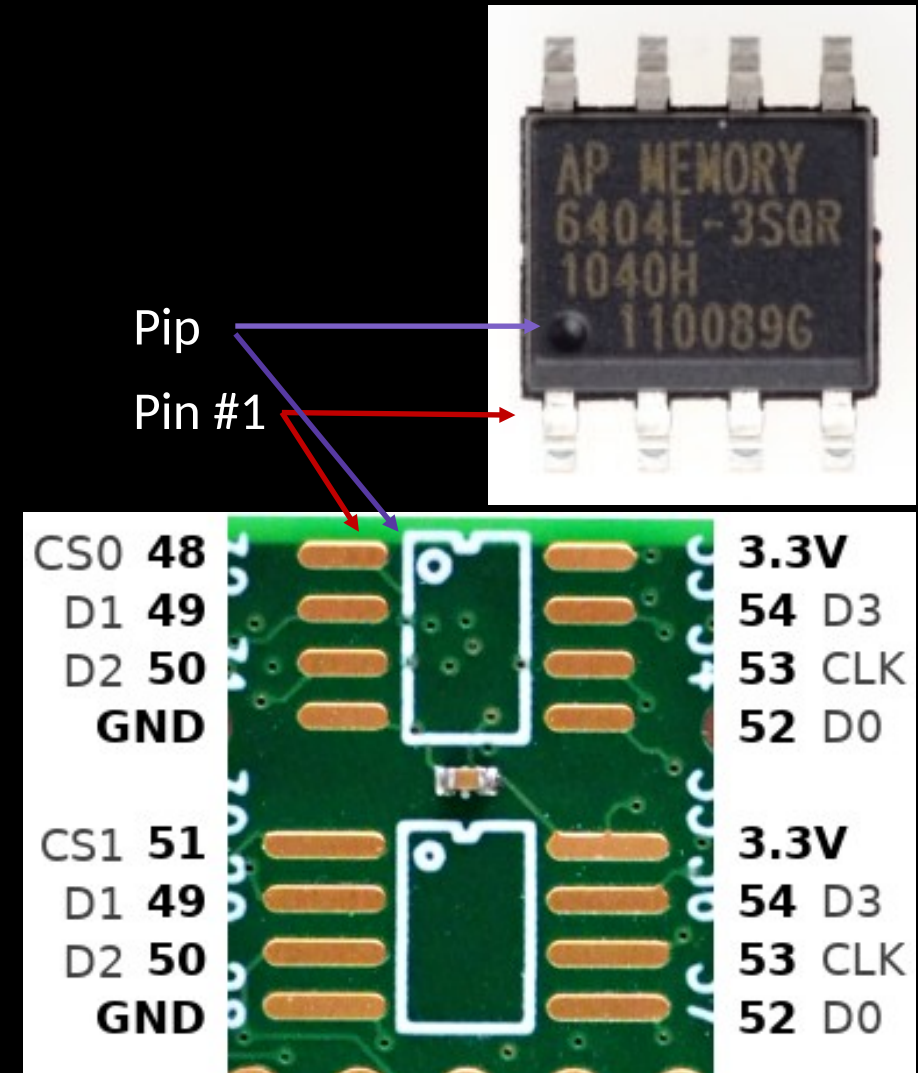 AP MEMORY
6404L-3SQR
1040H
110089G
Pip
Pin #1
CS0 48
D1 49
D2 50
GND
3.3V
54 D3
53 CLK
52 D0
CS1 51
D1 49
D2 50
GND
3.3V
54 D3
53 CLK
52 D0